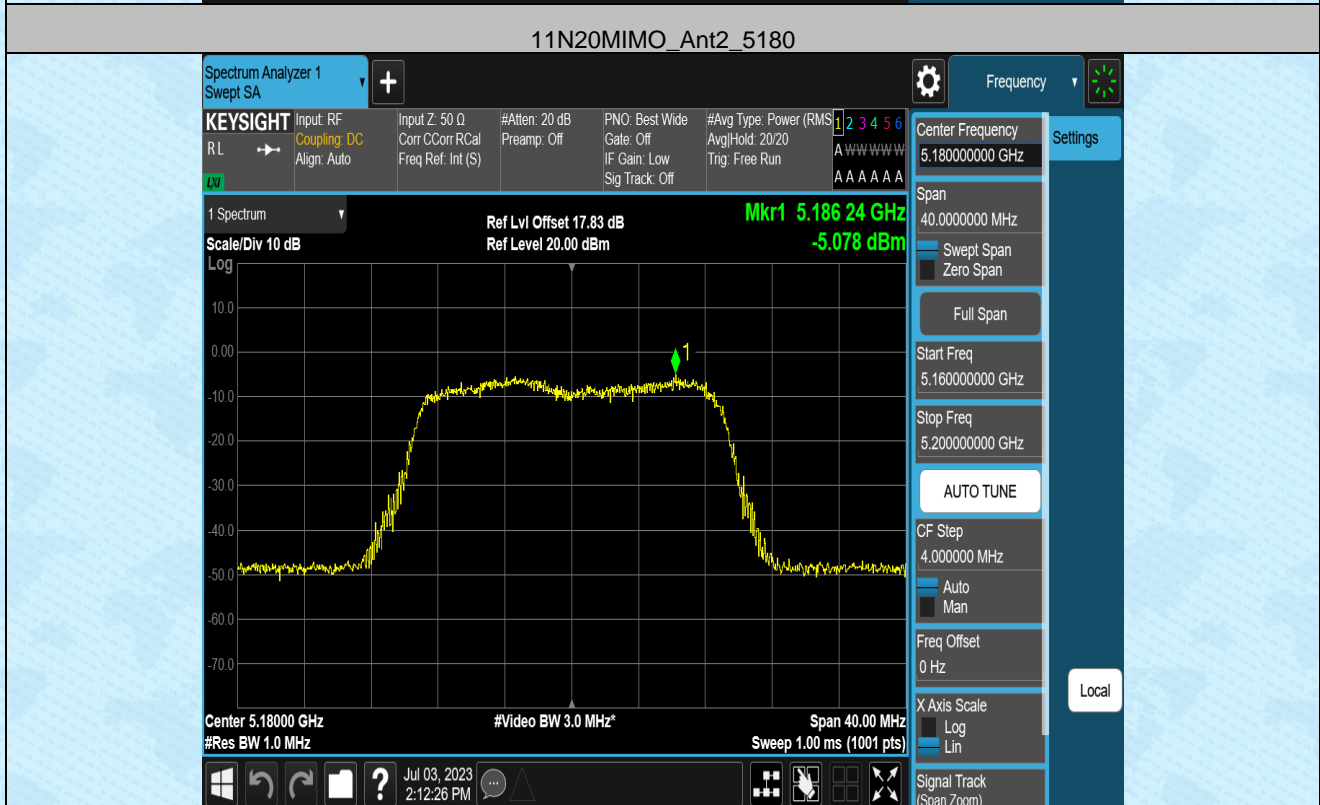 11N20MIMO_Ant2_5180
Spectrum Analyzer 1
Swept SA
Frequency
KEYSIGHT
RL
LXI
Input: RF
Coupling: DC
Align: Auto
Input Z: 50 Ω
Corr CCorr RCal
Freq Ref: Int (S)
#Atten: 20 dB
Preamp: Off
PNO: Best Wide
Gate: Off
IF Gain: Low
Sig Track: Off
#Avg Type: Power (RMS
Avg|Hold: 20/20
Trig: Free Run
1 2 3 4 5 6
A W W W W W
A A A A A A
1 Spectrum
Scale/Div 10 dB
Log
Ref Lvl Offset 17.83 dB
Ref Level 20.00 dBm
Mkr1 5.186 24 GHz
-5.078 dBm
10.0
0.00
-10.0
-20.0
-30.0
-40.0
-50.0
-60.0
-70.0
1
Center 5.18000 GHz
#Res BW 1.0 MHz
#Video BW 3.0 MHz*
Span 40.00 MHz
Sweep 1.00 ms (1001 pts)
Center Frequency
5.180000000 GHz
Settings
Span
40.0000000 MHz
Swept Span
Zero Span
Full Span
Start Freq
5.160000000 GHz
Stop Freq
5.200000000 GHz
AUTO TUNE
CF Step
4.000000 MHz
Auto
Man
Freq Offset
0 Hz
X Axis Scale
Log
Lin
Local
Signal Track
(Span Zoom)
?
Jul 03, 2023
2:12:26 PM